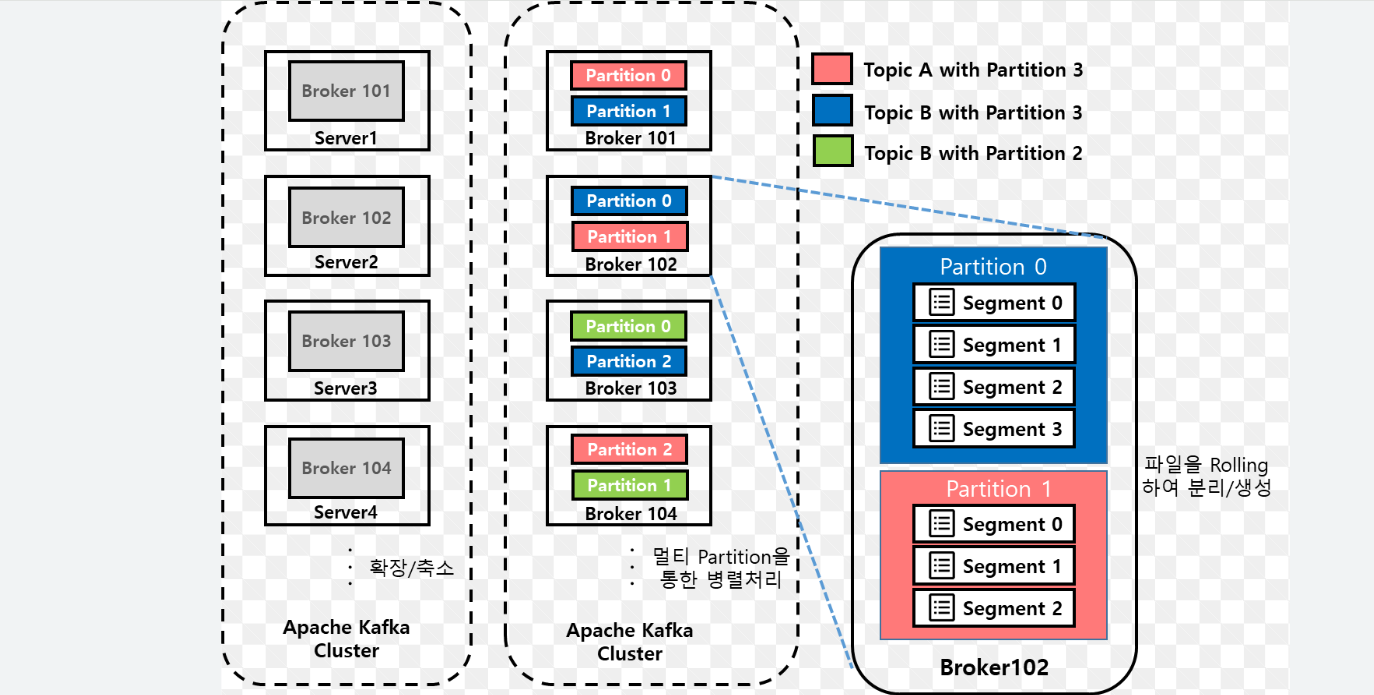 Broker 101
Server1
Broker 102
Server2
Broker 103
Server3
Broker 104
Server4
확장/축소
Apache Kafka
Cluster
Partition 0
Partition 1
Broker 101
Partition 0
Partition 1
Broker 102
Partition 0
Partition 2
Broker 103
Partition 2
Partition 1
Broker 104
멀티 Partition을
통한 병렬처리
Apache Kafka
Cluster
Topic A with Partition 3
Topic B with Partition 3
Topic B with Partition 2
Partition 0
Segment 0
Segment 1
Segment 2
Segment 3
Partition 1
Segment 0
Segment 1
Segment 2
Broker102
파일을 Rolling
하여 분리/생성